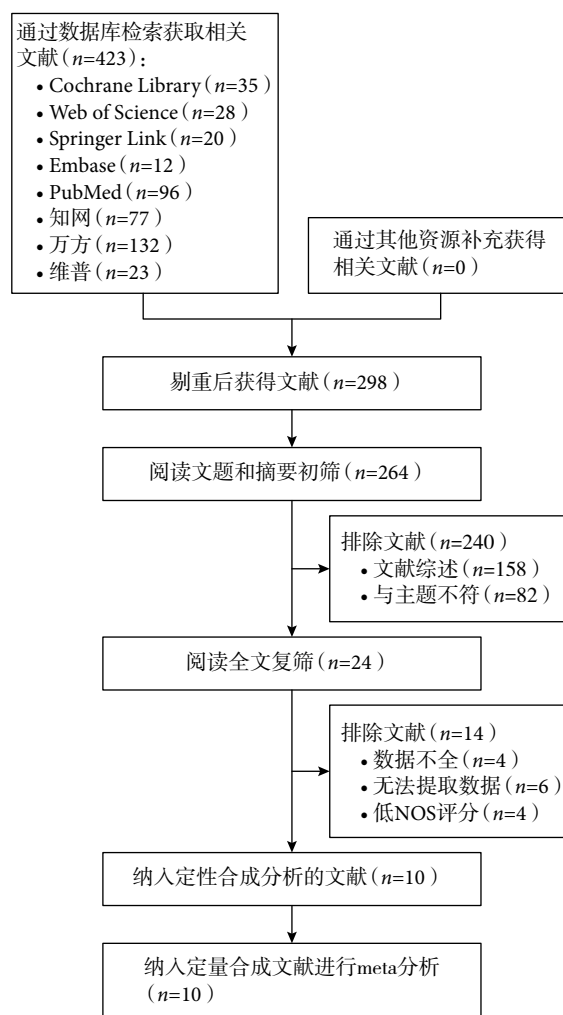 通过数据库检索获取相关
文献(n=423):
• Cochrane Library(n=35)
• Web of Science(n=28)
• Springer Link(n=20)
• Embase(n=12)
• PubMed(n=96)
• 知网(n=77)
• 万方(n=132)
• 维普(n=23)
通过其他资源补充获得
相关文献(n=0)
剔重后获得文献(n=298)
阅读文题和摘要初筛(n=264)
排除文献(n=240)
• 文献综述(n=158)
• 与主题不符(n=82)
阅读全文复筛(n=24)
排除文献(n=14)
• 数据不全(n=4)
• 无法提取数据(n=6)
• 低NOS评分(n=4)
纳入定性合成分析的文献(n=10)
纳入定量合成文献进行meta分析
(n=10)